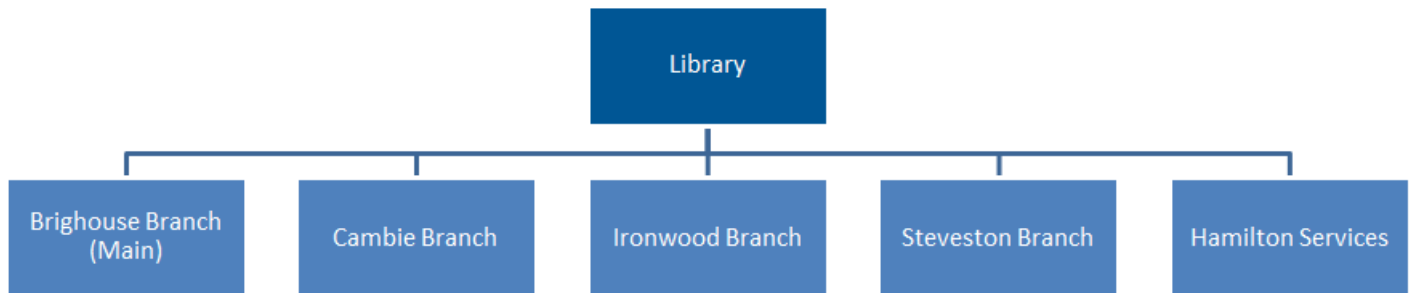 Library
Brighouse Branch
(Main)
Cambie Branch
Ironwood Branch
Steveston Branch
Hamilton Services